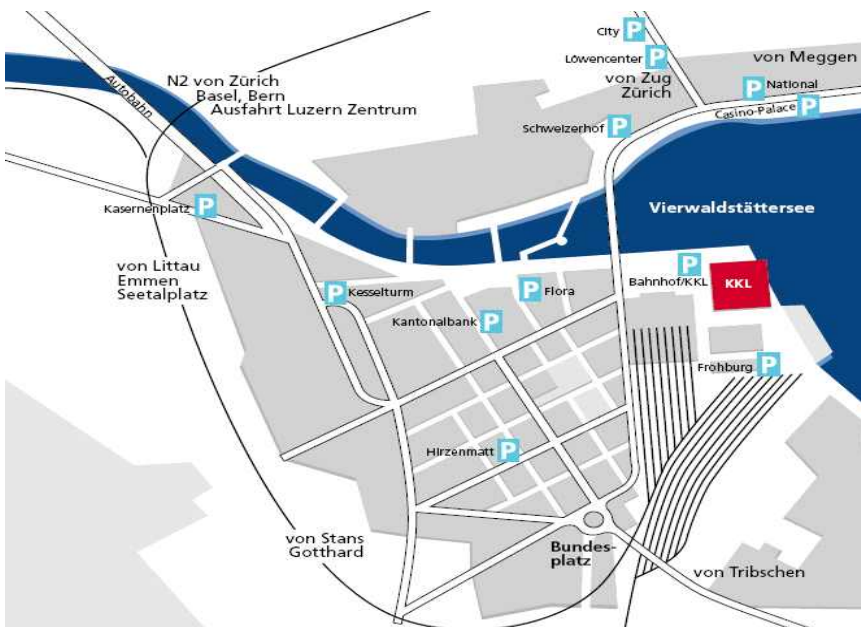 City
P
Löwencenter
P
von Zug
Zürich
von Meggen
P
National
Casino-Palace
P
Schweizerhof
P
Autobahn
N2 von Zürich
Basel, Bern
Ausfahrt Luzern Zentrum
Kasernenplatz
P
Vierwaldstättersee
von Littau
Emmen
Seetalplatz
P
Kesselturm
P
Flora
P
Bahnhof/KKL
KKL
Kantonalbank
P
Frohburg
P
Hirzenmatt
P
von Stans
Gotthard
Bundes-
platz
von Tribschen